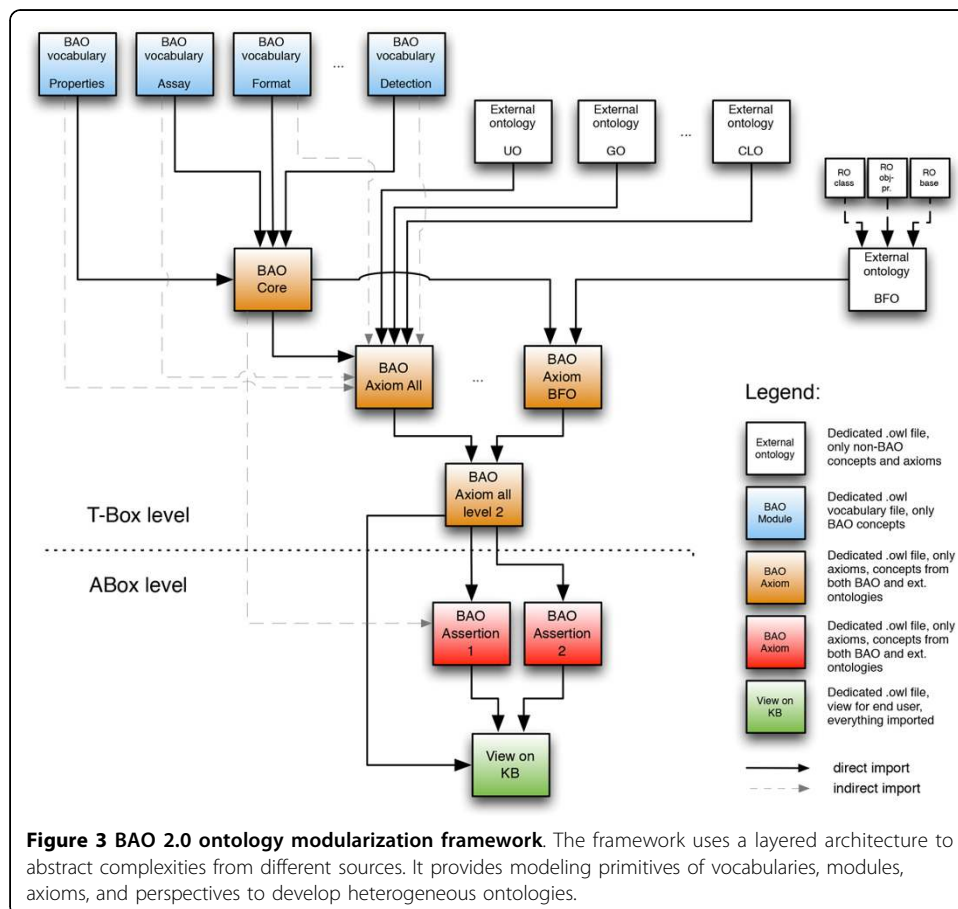 BAO
vocabulary
Properties
BAO
vocabulary
Assay
BAO
vocabulary
Format
...
BAO
vocabulary
Detection
External
ontology
UO
External
ontology
GO
...
External
ontology
CLO
RO
class
RO
obj-
pr.
RO
base
BAO
Core
External
ontology
BFO
BAO
Axiom All
...
BAO
Axiom
BFO
BAO
Axiom all
level 2
T-Box level
ABox level
BAO
Assertion
1
BAO
Assertion
2
View on
KB
Legend:
External
ontology
Dedicated .owl file,
only non-BAO
concepts and axioms
BAO
Module
Dedicated .owl
vocabulary file, only
BAO concepts
BAO
Axiom
Dedicated .owl file, only
axioms, concepts from
both BAO and ext.
ontologies
BAO
Axiom
Dedicated .owl file, only
axioms, concepts from
both BAO and ext.
ontologies
View on
KB
Dedicated .owl file,
view for end user,
everything imported
direct import
indirect import
Figure 3 BAO 2.0 ontology modularization framework. The framework uses a layered architecture to
abstract complexities from different sources. It provides modeling primitives of vocabularies, modules,
axioms, and perspectives to develop heterogeneous ontologies.